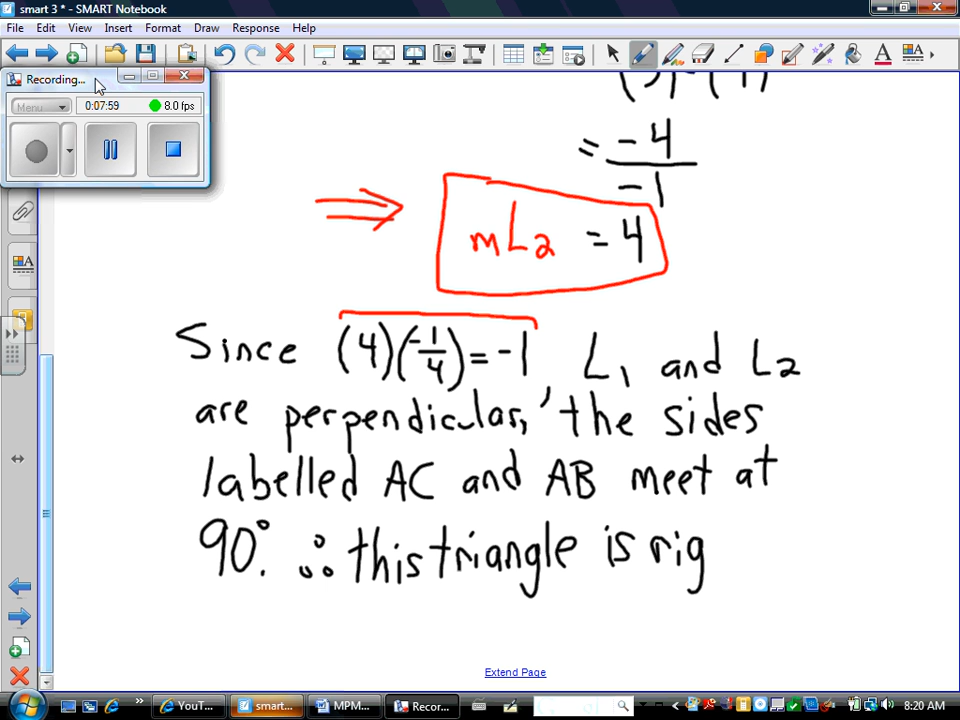 smart 3 * - SMART Notebook
File Edit View Insert Format Draw Help
Recording...
Menu 0:07:59 8.0 fps
= -4
-1
mL2 = 4
Since (4)(-1/4) = -1 L1 and L2
are perpendicular, the sides
labelled AC and AB meet at
90°. ∴ this triangle is rig
Extend Page
YouT... smart... MPM... Recor... 8:20 AM